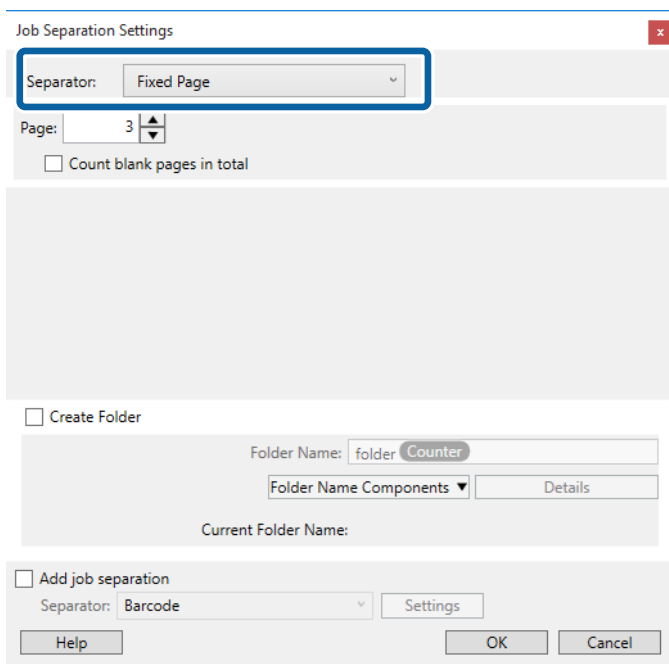 Job Separation Settings
x
Separator: Fixed Page
Page: 3
Count blank pages in total
Create Folder
Folder Name: folder Counter
Folder Name Components ▼ Details
Current Folder Name:
Add job separation
Separator: Barcode Settings
Help OK Cancel